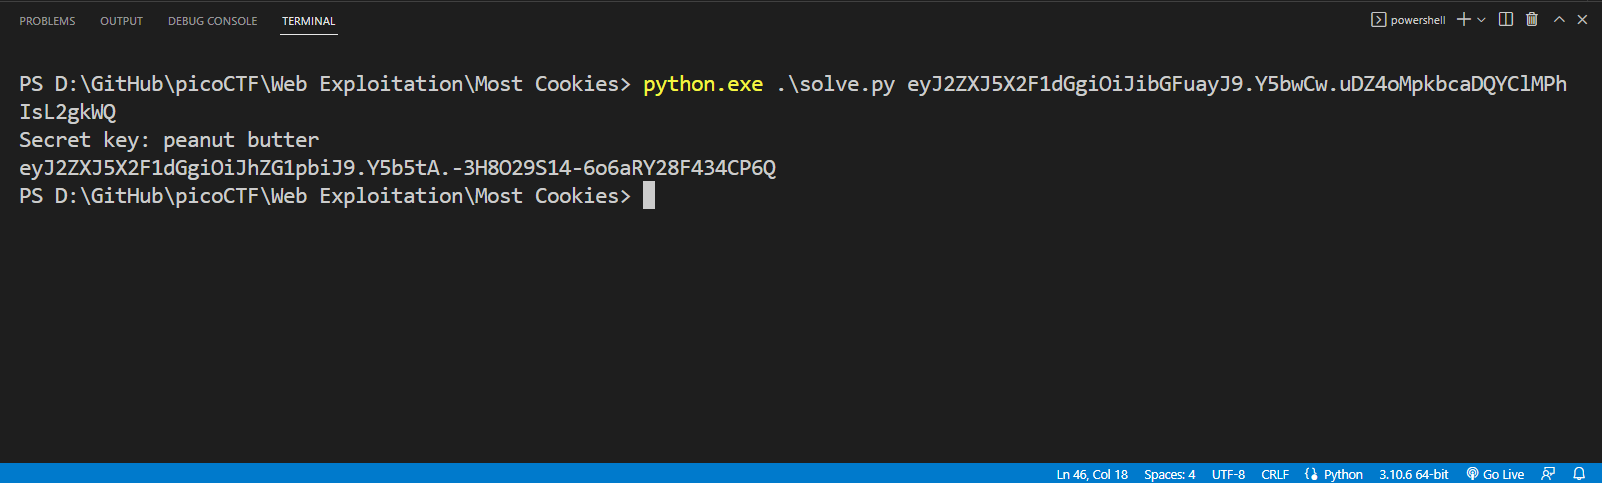 PROBLEMS OUTPUT DEBUG CONSOLE TERMINAL powershell
PS D:\GitHub\picoCTF\Web Exploitation\Most Cookies> python.exe .\solve.py eyJ2ZXJ5X2F1dGgiOiJibGFuayJ9.Y5bwCw.uDZ4oMpkbcaDQYClMPh
IsL2gkWQ
Secret key: peanut butter
eyJ2ZXJ5X2F1dGgiOiJhZG1pbiJ9.Y5b5tA.-3H8O29S14-6o6aRY28F434CP6Q
PS D:\GitHub\picoCTF\Web Exploitation\Most Cookies>
Ln 46, Col 18 Spaces: 4 UTF-8 CRLF Python 3.10.6 64-bit Go Live